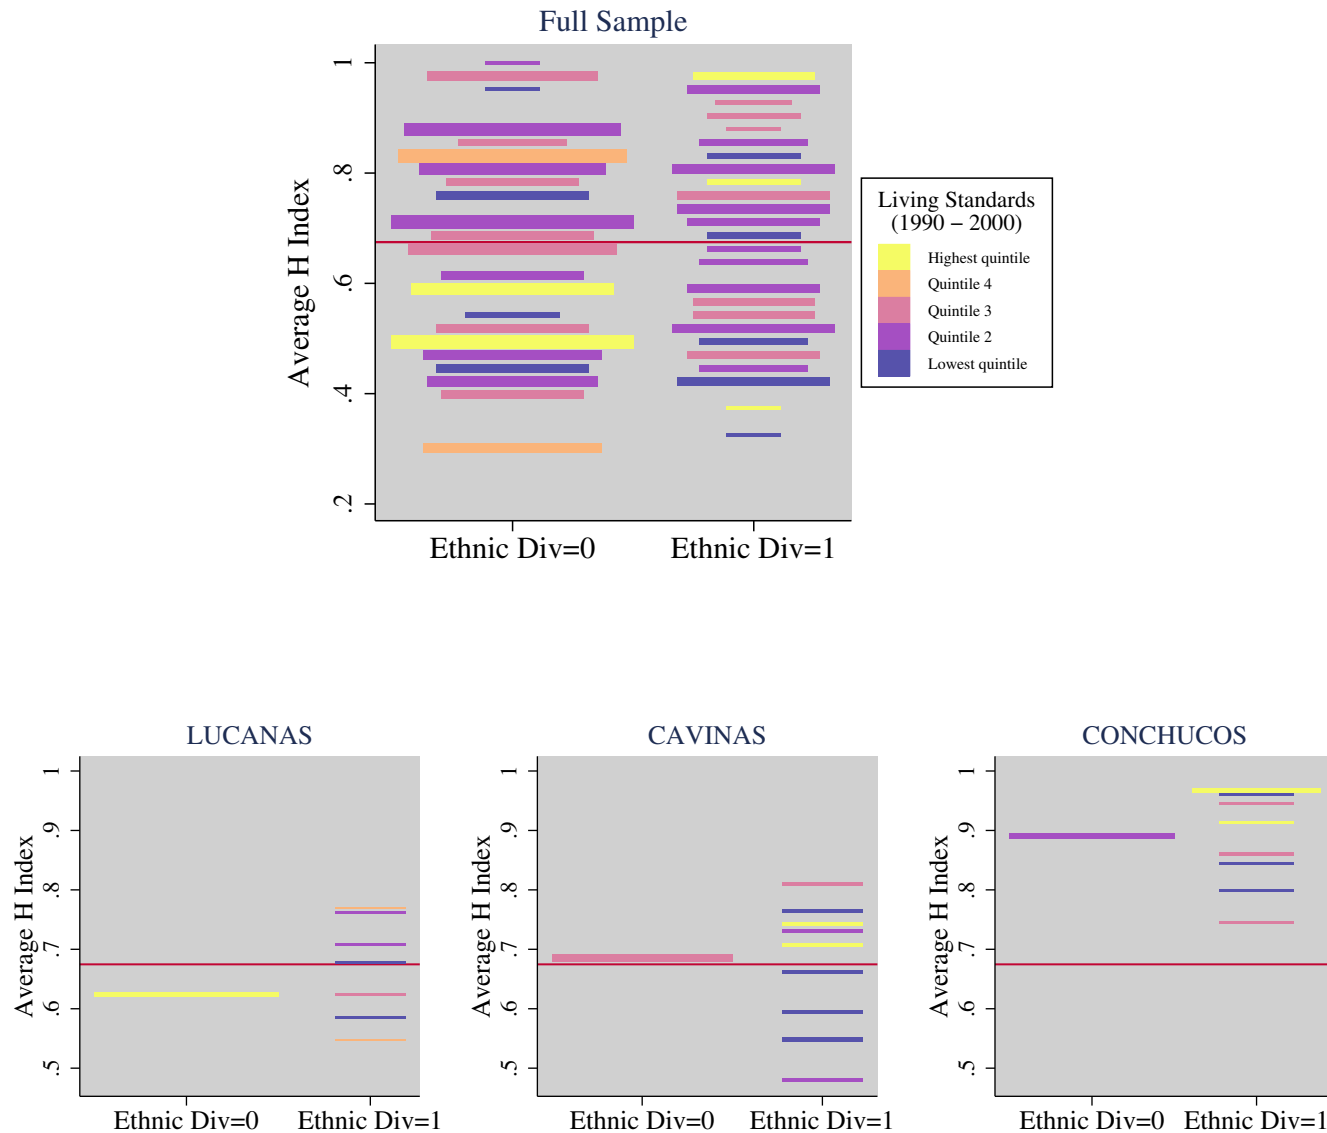 Full Sample
Average H Index
1
.8
.6
.4
.2
Ethnic Div=0
Ethnic Div=1
Living Standards
(1990 – 2000)
Highest quintile
Quintile 4
Quintile 3
Quintile 2
Lowest quintile
LUCANAS
Average H Index
1
.9
.8
.7
.6
.5
Ethnic Div=0
Ethnic Div=1
CAVINAS
Average H Index
1
.9
.8
.7
.6
.5
Ethnic Div=0
Ethnic Div=1
CONCHUCOS
Average H Index
1
.9
.8
.7
.6
.5
Ethnic Div=0
Ethnic Div=1